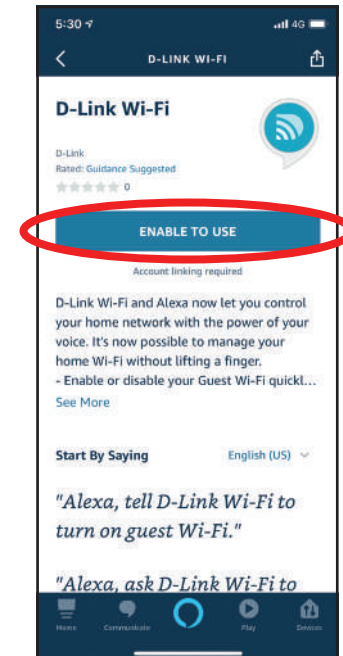 5:30
4G
D-LINK WI-FI
D-Link Wi-Fi
D-Link
Rated: Guidance Suggested
0
ENABLE TO USE
Account linking required
D-Link Wi-Fi and Alexa now let you control
your home network with the power of your
voice. It's now possible to manage your
home Wi-Fi without lifting a finger.
- Enable or disable your Guest Wi-Fi quickl...
See More
Start By Saying English (US)
"Alexa, tell D-Link Wi-Fi to
turn on guest Wi-Fi."
"Alexa, ask D-Link Wi-Fi to
Home Communicate Play Devices